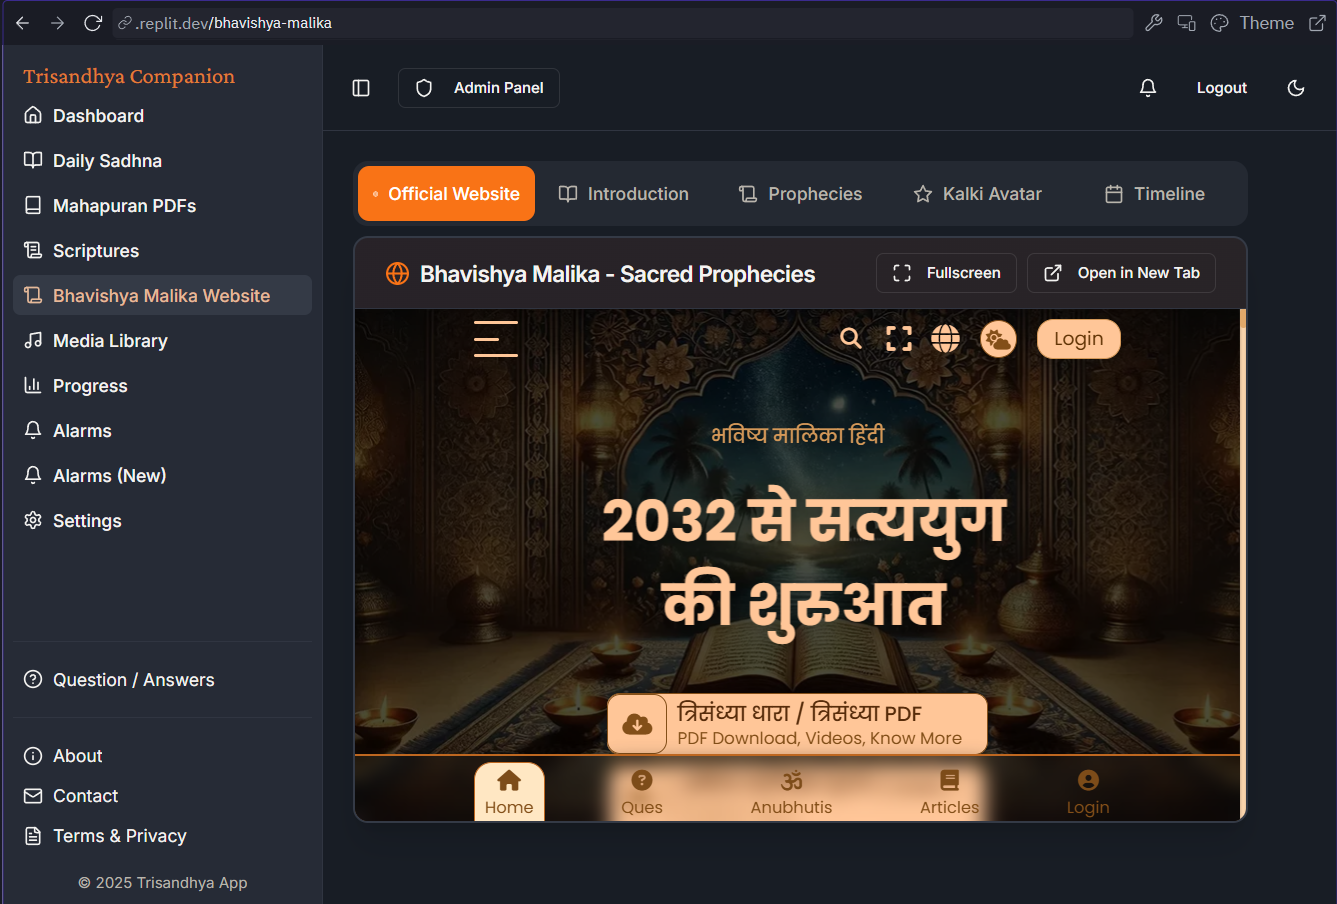 .replit.dev/bhavishya-malika
Theme
Trisandhya Companion
Dashboard
Daily Sadhna
Mahapuran PDFs
Scriptures
Bhavishya Malika Website
Media Library
Progress
Alarms
Alarms (New)
Settings
Question / Answers
About
Contact
Terms & Privacy
© 2025 Trisandhya App
Admin Panel
Logout
Official Website
Introduction
Prophecies
Kalki Avatar
Timeline
Bhavishya Malika - Sacred Prophecies
Fullscreen
Open in New Tab
Login
भविष्य मालिका हिंदी
2032 से सत्ययुग
की शुरुआत
त्रिसंध्या धारा / त्रिसंध्या PDF
PDF Download, Videos, Know More
Home
Ques
ॐ
Anubhutis
Articles
Login